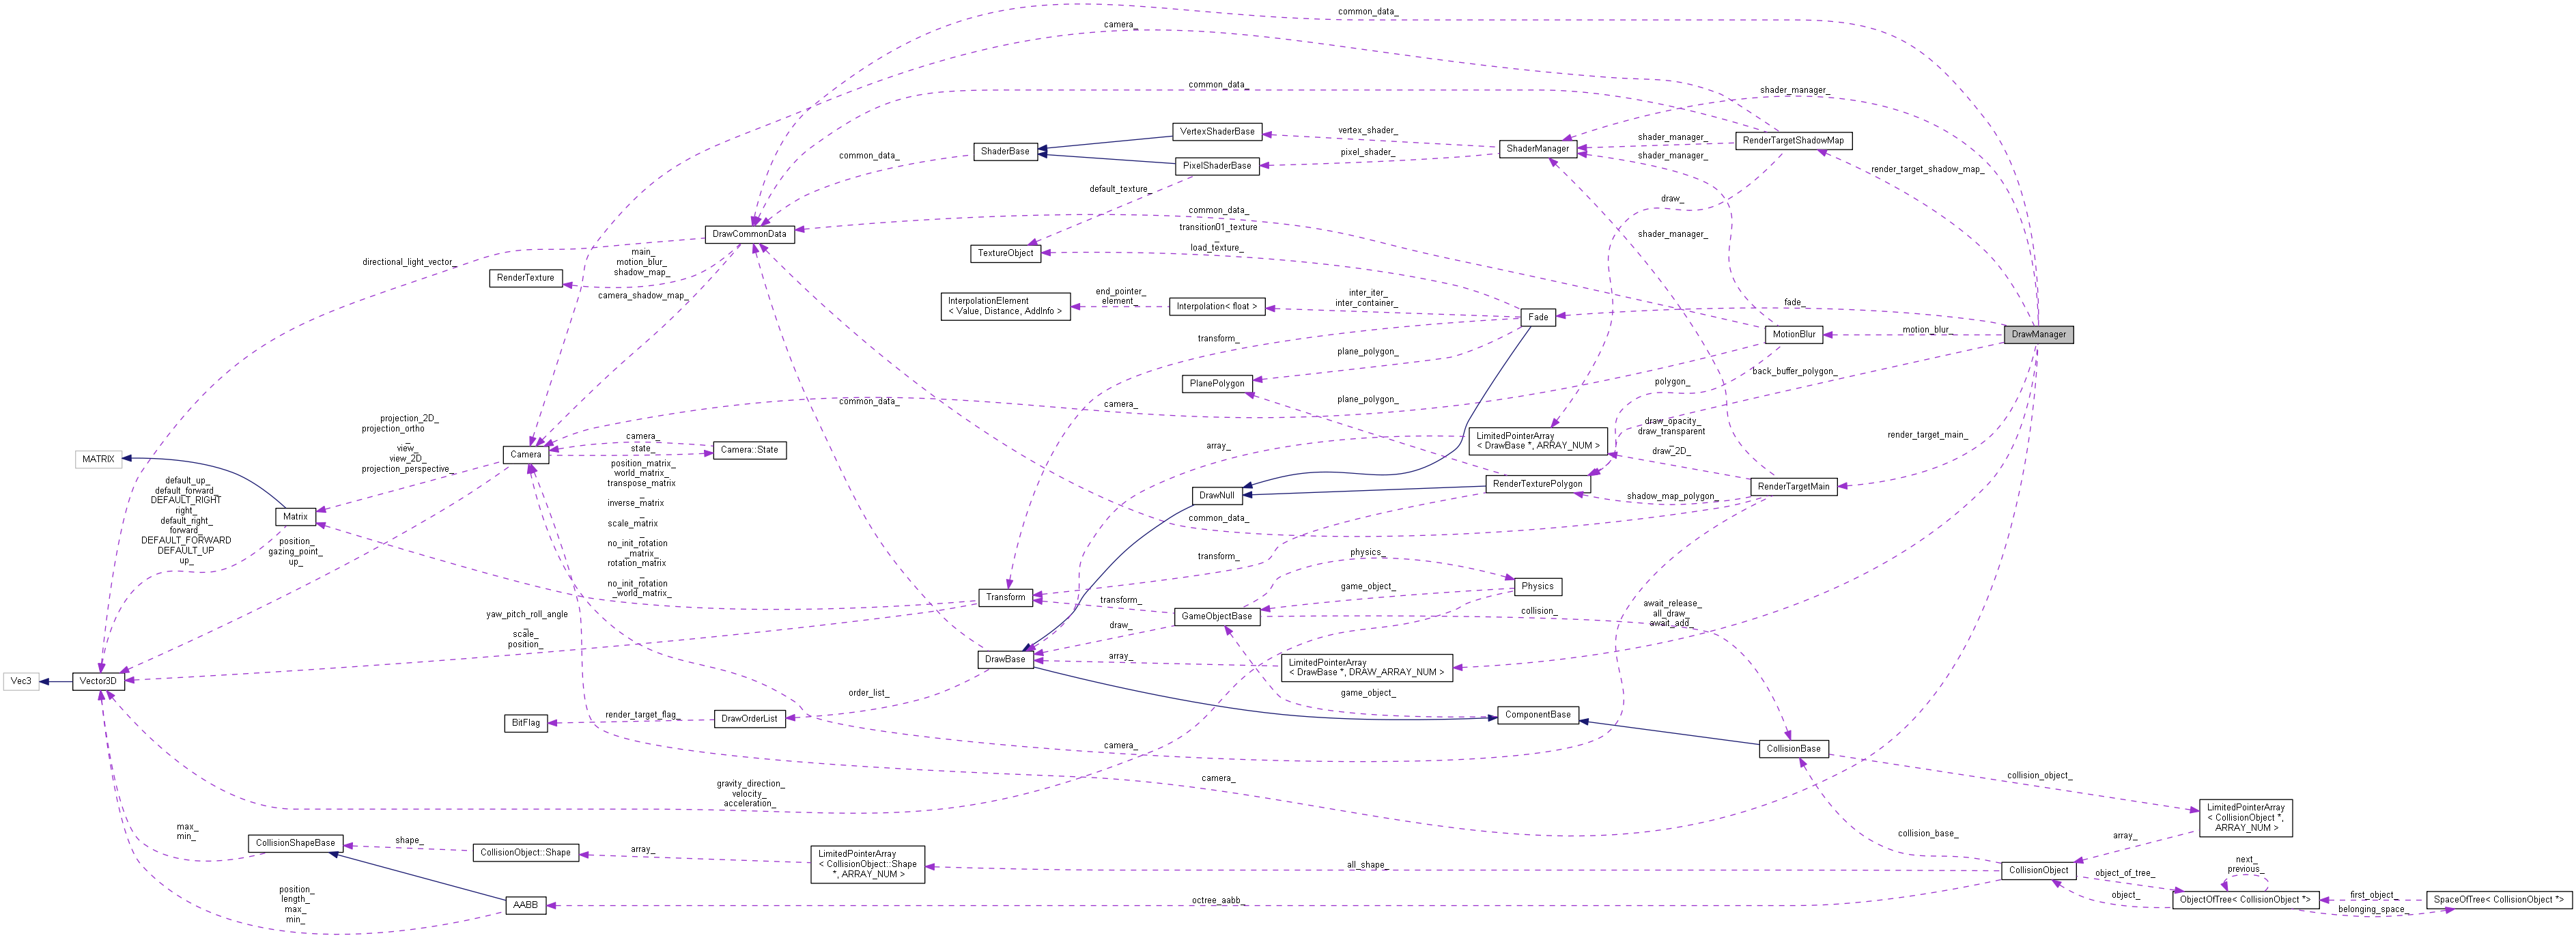 common_data_
camera_
common_data_
shader_manager_
VertexShaderBase
vertex_shader_
shader_manager_
RenderTargetShadowMap
ShaderBase
common_data_
PixelShaderBase
pixel_shader_
ShaderManager
shader_manager_
render_target_shadow_map_
default_texture_
draw_
common_data_
transition01_texture
_
load_texture_
DrawCommonData
shader_manager_
TextureObject
directional_light_vector_
main_
motion_blur_
shadow_map_
RenderTexture
camera_shadow_map_
InterpolationElement
< Value, Distance, AddInfo >
end_pointer_
element_
Interpolation< float >
inter_iter_
inter_container_
Fade
fade_
MotionBlur
motion_blur_
DrawManager
transform_
plane_polygon_
PlanePolygon
back_buffer_polygon_
polygon_
common_data_
camera_
plane_polygon_
projection_2D_
projection_ortho
_
view_
view_2D_
projection_perspective_
draw_opacity_
draw_transparent
_
draw_2D_
LimitedPointerArray
< DrawBase *, ARRAY_NUM >
render_target_main_
array_
MATRIX
Camera
camera_
state_
Camera::State
RenderTexturePolygon
shadow_map_polygon_
RenderTargetMain
DrawNull
default_up_
default_forward_
DEFAULT_RIGHT
right_
default_right_
forward_
DEFAULT_FORWARD
DEFAULT_UP
up_
Matrix
position_matrix_
world_matrix_
transpose_matrix
_
inverse_matrix
_
scale_matrix
_
no_init_rotation
_matrix_
rotation_matrix
_
no_init_rotation
_world_matrix_
common_data_
position_
gazing_point_
up_
transform_
physics_
Physics
game_object_
Transform
transform_
GameObjectBase
collision_
await_release_
all_draw_
await_add_
yaw_pitch_roll_angle
_
scale_
position_
draw_
DrawBase
array_
LimitedPointerArray
< DrawBase *, DRAW_ARRAY_NUM >
Vec3
Vector3D
order_list_
game_object_
BitFlag
render_target_flag_
DrawOrderList
ComponentBase
camera_
CollisionBase
camera_
gravity_direction_
velocity_
acceleration_
collision_object_
LimitedPointerArray
< CollisionObject *,
ARRAY_NUM >
max_
min_
CollisionShapeBase
shape_
CollisionObject::Shape
array_
LimitedPointerArray
< CollisionObject::Shape
*, ARRAY_NUM >
all_shape_
collision_base_
array_
CollisionObject
object_of_tree_
next_
previous_
position_
length_
max_
min_
AABB
octree_aabb_
object_
ObjectOfTree< CollisionObject *>
first_object_
belonging_space_
SpaceOfTree< CollisionObject *>